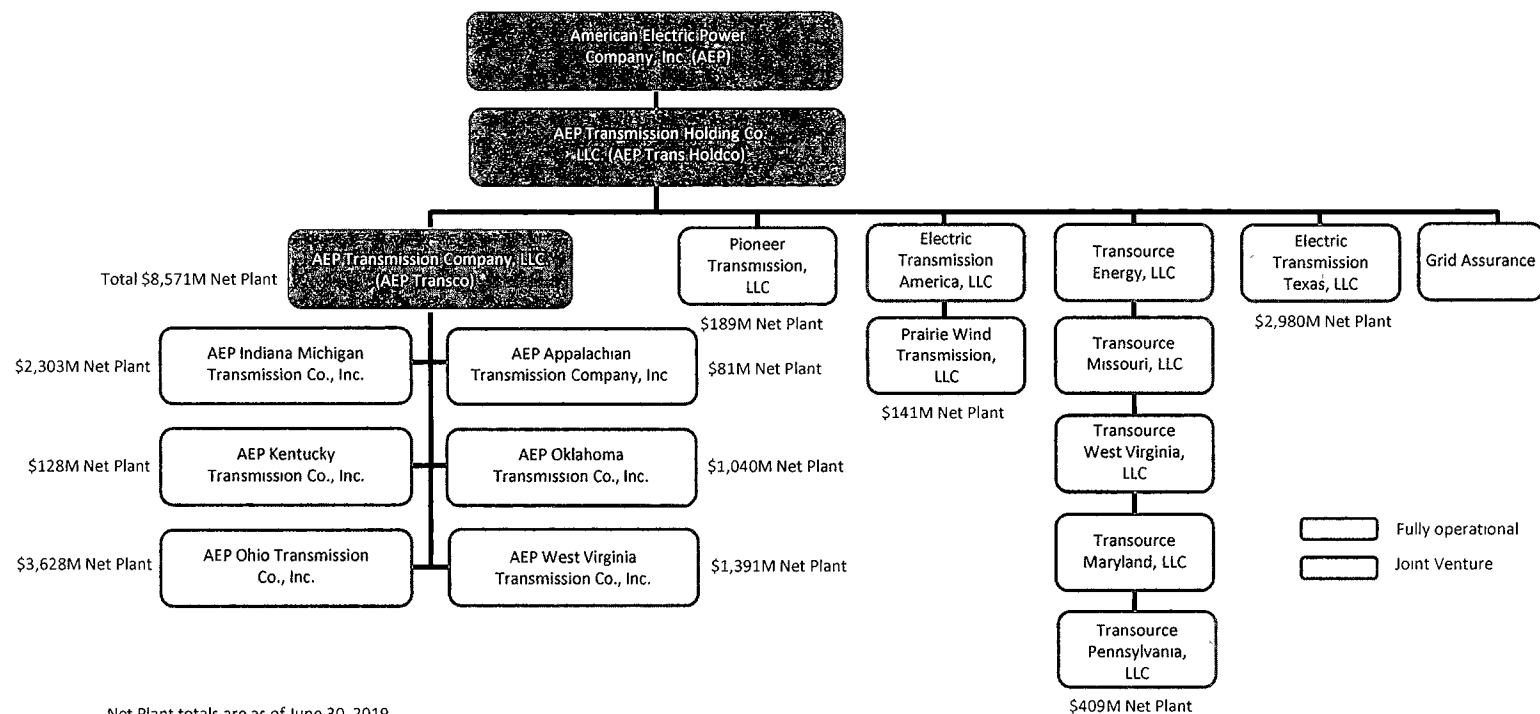 American Electric Power
Company, Inc. (AEP)
AEP Transmission Holding Co.
LLC. (AEP Trans Holdco)
Total $8,571M Net Plant
AEP Transmission Company, LLC
(AEP Transco) *
Pioneer
Transmission,
LLC
$189M Net Plant
Electric
Transmission
America, LLC
Transource
Energy, LLC
Electric
Transmission
Texas, LLC
$2,980M Net Plant
Grid Assurance
$2,303M Net Plant
AEP Indiana Michigan
Transmission Co., Inc.
AEP Appalachian
Transmission Company, Inc
$81M Net Plant
Prairie Wind
Transmission,
LLC
$141M Net Plant
Transource
Missouri, LLC
$128M Net Plant
AEP Kentucky
Transmission Co., Inc.
AEP Oklahoma
Transmission Co., Inc.
$1,040M Net Plant
Transource
West Virginia,
LLC
$3,628M Net Plant
AEP Ohio Transmission
Co., Inc.
AEP West Virginia
Transmission Co., Inc.
$1,391M Net Plant
Transource
Maryland, LLC
Fully operational
Joint Venture
Transource
Pennsylvania,
LLC
$409M Net Plant
Net Plant totals are as of June 30, 2019